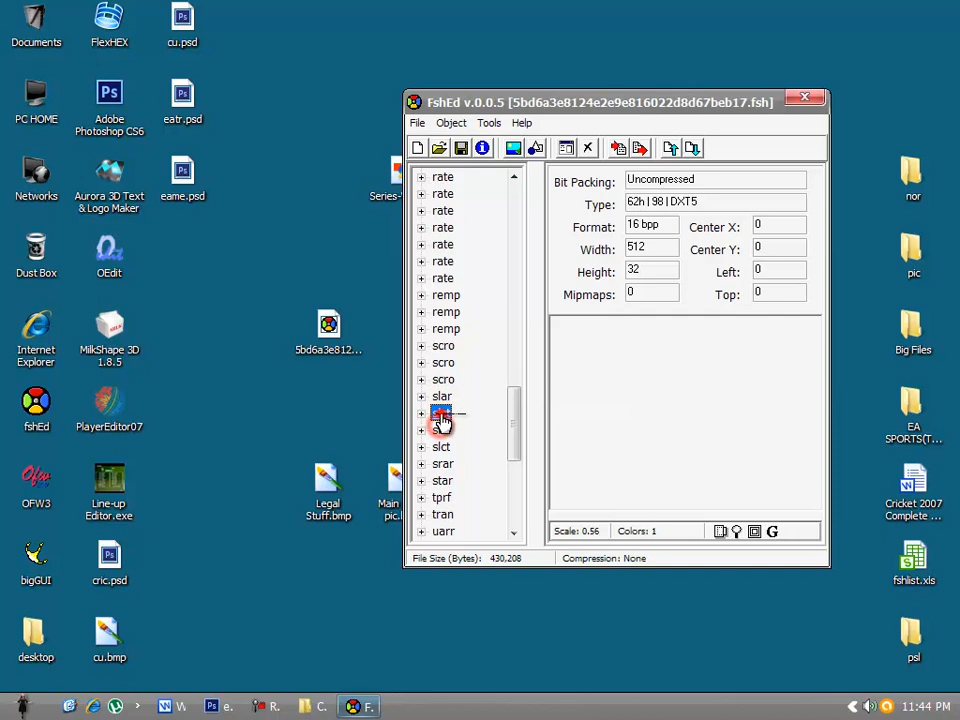 Documents
FlexHEX
cu.psd
PC HOME
Adobe
Photoshop CS6
eatr.psd
Networks
Aurora 3D Text
& Logo Maker
eame.psd
Dust Box
OEdit
Internet
Explorer
MilkShape 3D
1.8.5
5bd6a3e812...
fshEd
PlayerEditor07
OFW3
Line-up
Editor.exe
Legal
Stuff.bmp
Main
pic.
bigGUI
cric.psd
desktop
cu.bmp
FshEd v.0.0.5 [5bd6a3e8124e2e9e816022d8d67beb17.fsh]
File Object Tools Help
rate
rate
rate
rate
rate
rate
rate
remp
remp
remp
scro
scro
scro
slar
slct
srar
star
tprf
tran
uarr
Bit Packing: Uncompressed
Type: 62h | 98 | DXT5
Format: 16 bpp Center X: 0
Width: 512 Center Y: 0
Height: 32 Left: 0
Mipmaps: 0 Top: 0
Scale: 0.56 Colors: 1 G
File Size (Bytes): 430,208 Compression: None
nor
pic
Big Files
EA
SPORTS(T...
Cricket 2007
Complete ...
fshlist.xls
psl
W e. R. C. F. 11:44 PM